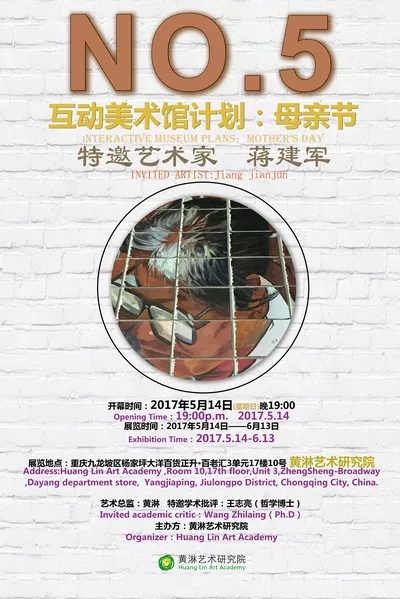 NO.5
互动美术馆计划：母亲节
INTERACTIVE MUSEUM PLANS：MOTHER'S DAY
特邀艺术家 蒋建军
INVITED ARTIST:Jiang jianjun
开幕时间：2017年5月14日(星期日)晚19:00
Opening Time：19:00p.m. 2017.5.14
展览时间：2017年5月14日——6月13日
Exhibition Time：2017.5.14-6.13
展览地点：重庆九龙坡区杨家坪大洋百货正升·百老汇3单元17楼10号 黄淋艺术研究院
Address:Huang Lin Art Academy ,Room 10,17th floor,Unit 3,ZhengSheng-Broadway
,Dayang department store, Yangjiaping, Jiulongpo District, Chongqing City, China.
艺术总监：黄淋 特邀学术批评：王志亮（哲学博士）
Invited academic critic：Wang Zhilaing（Ph.D）
主办方：黄淋艺术研究院
Organizer：Huang Lin Art Academy
黄淋艺术研究院
Huang Lin Art Academy